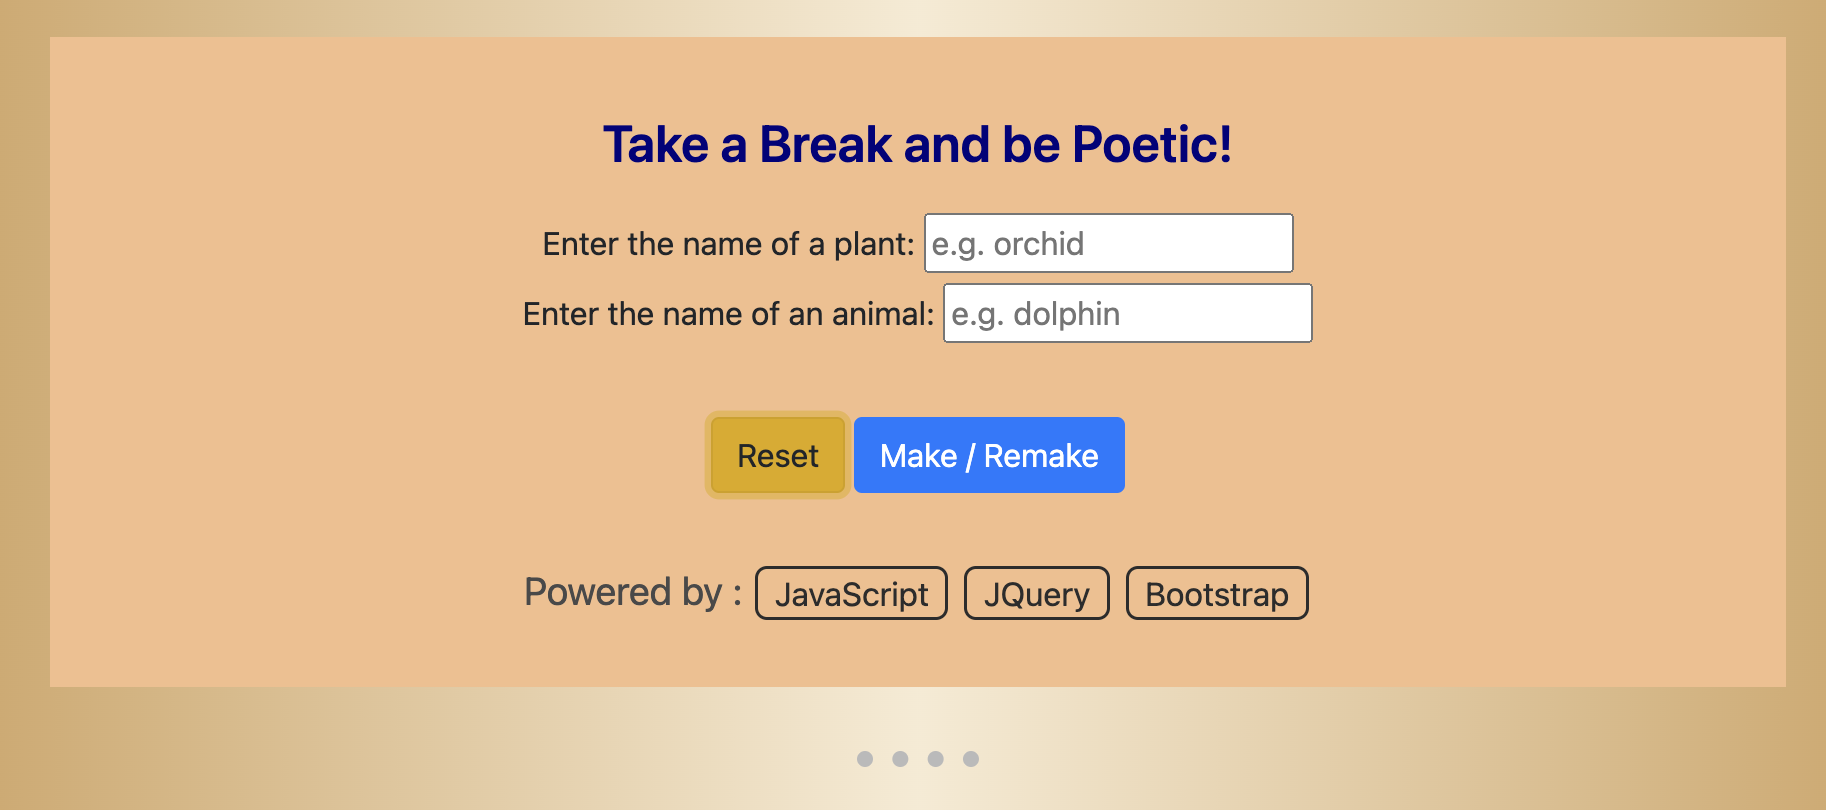 Take a Break and be Poetic!
Enter the name of a plant: e.g. orchid
Enter the name of an animal: e.g. dolphin
Reset Make / Remake
Powered by : JavaScript JQuery Bootstrap